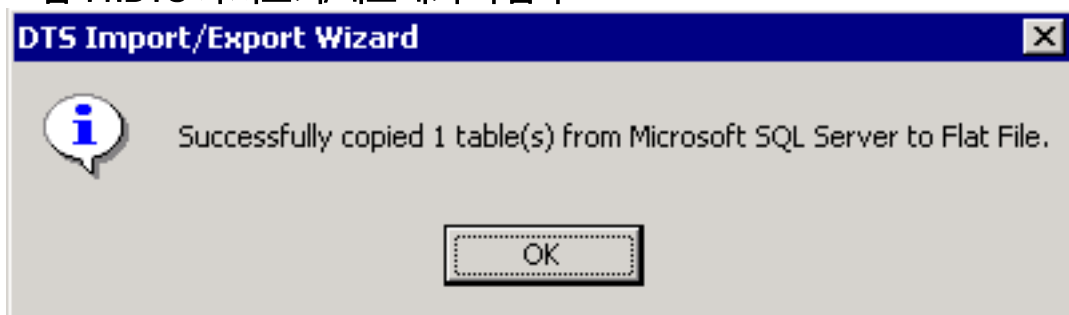 DTS Import/Export Wizard
Successfully copied 1 table(s) from Microsoft SQL Server to Flat File.
OK